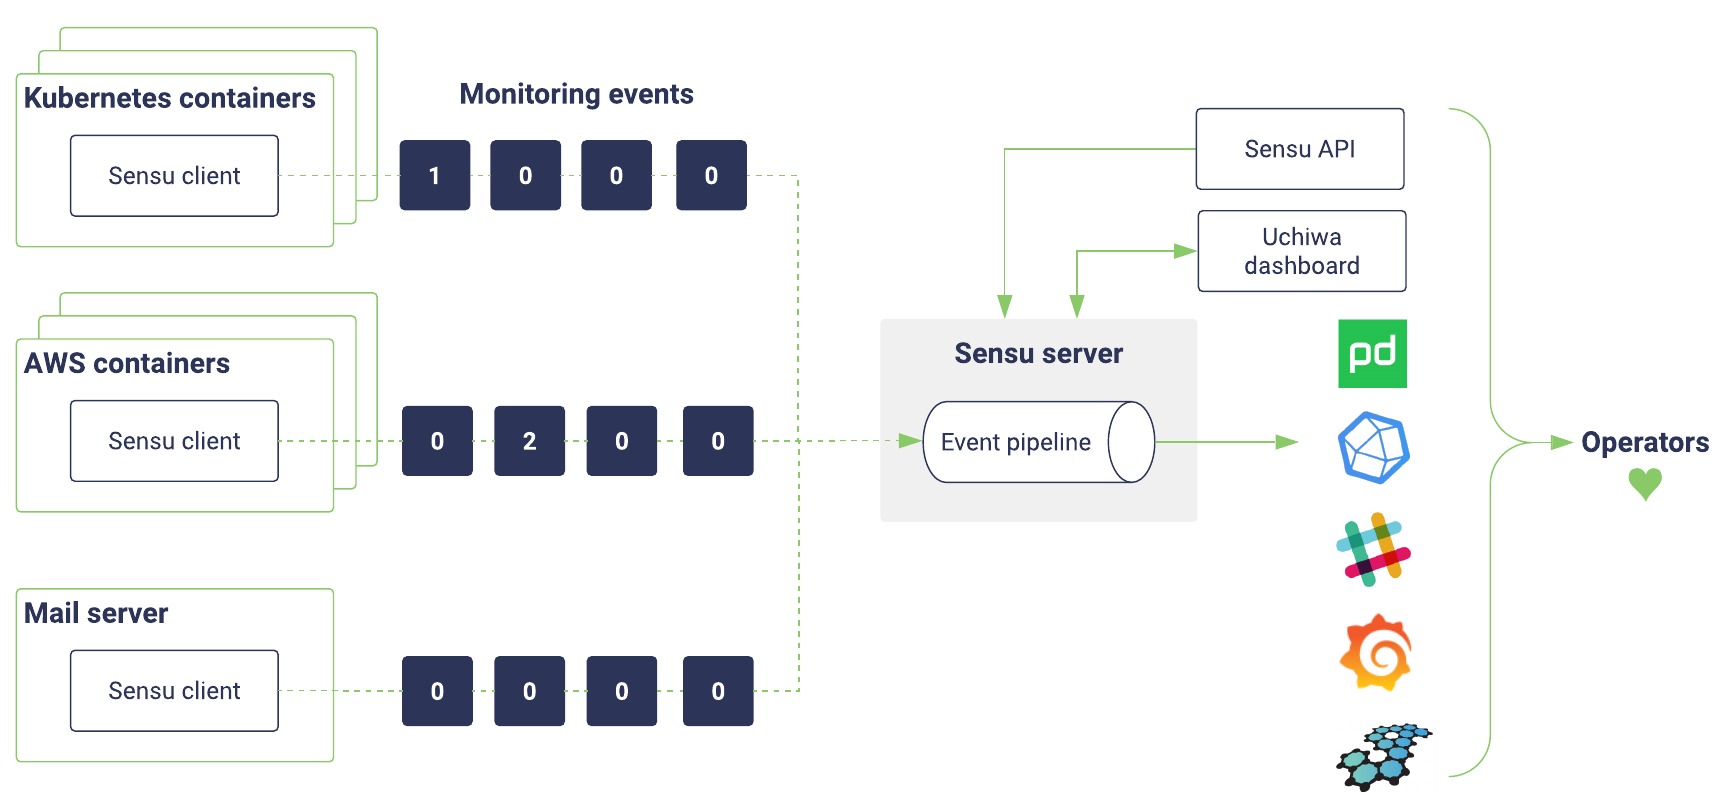 Kubernetes containers
Sensu client
Monitoring events
1 0 0 0
AWS containers
Sensu client
0 2 0 0
Mail server
Sensu client
0 0 0 0
Sensu server
Event pipeline
Sensu API
Uchiwa
dashboard
pd
Operators